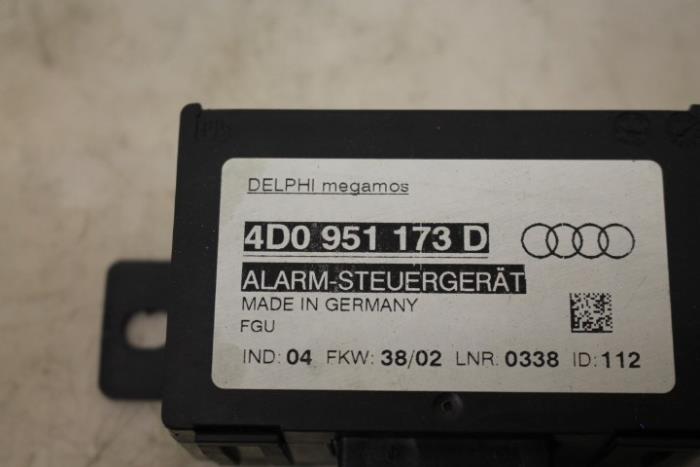 DELPHI megamos
4D0 951 173 D
ALARM-STEUERGERÄT
MADE IN GERMANY
FGU
IND: 04 FKW: 38/02 LNR: 0338 ID: 112